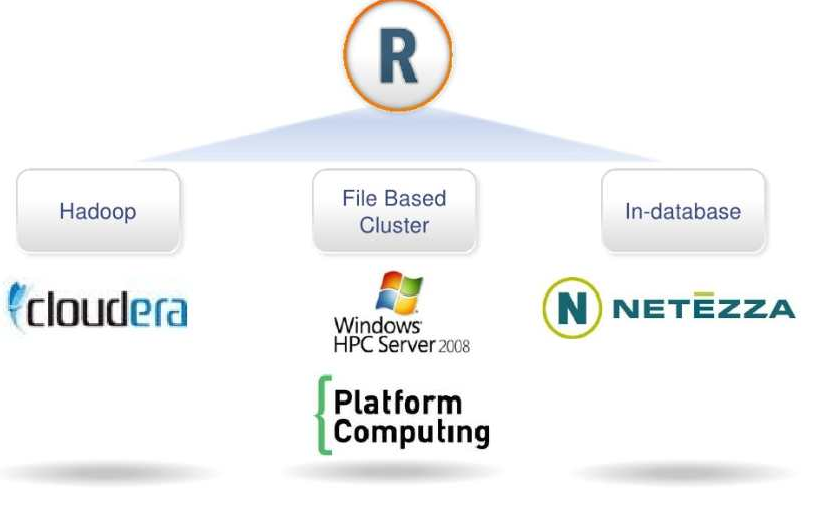 R
Hadoop
File Based
Cluster
In-database
cloudera
Windows
HPC Server 2008
N NETEZZA
Platform
Computing